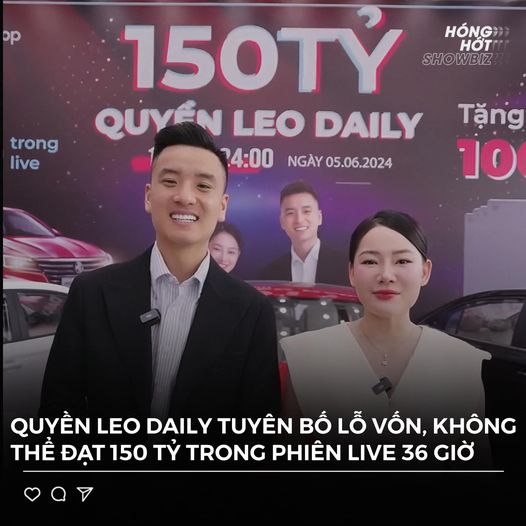 HÓNG
HỚT
SHOWBIZ
150TỶ
QUYỀN LEO DAILY
24:00 NGÀY 05.06.2024
Tặng
100
trong
live
QUYỀN LEO DAILY TUYÊN BỐ LỖ VỐN, KHÔNG
THỂ ĐẠT 150 TỶ TRONG PHIÊN LIVE 36 GIỜ